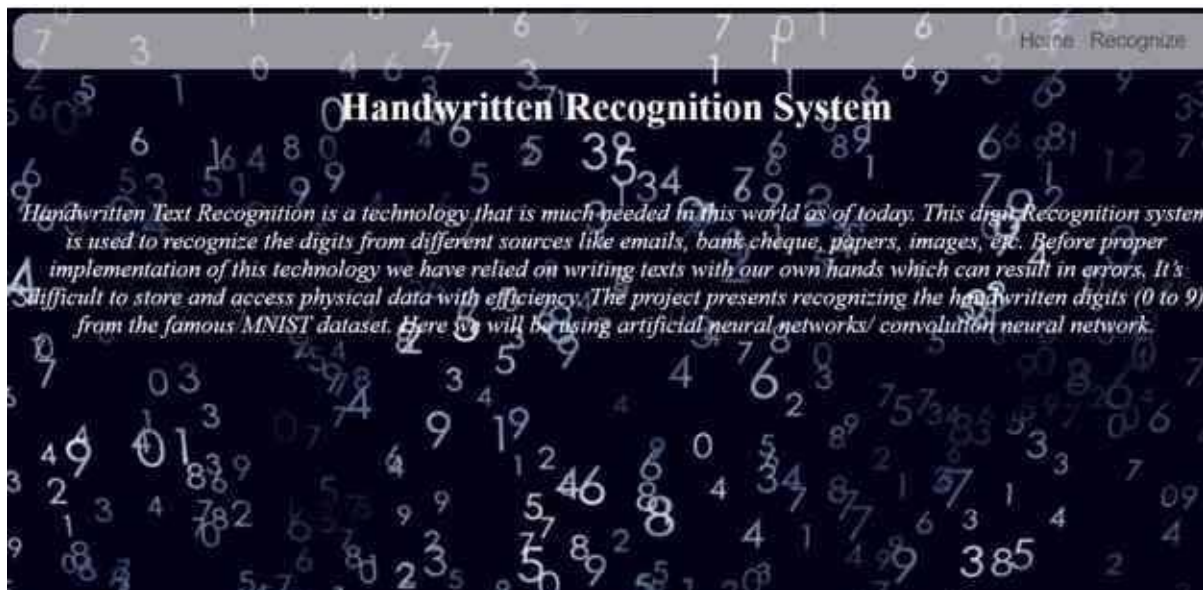 Home Recognize
Handwritten Recognition System
Handwritten Text Recognition is a technology that is much needed in this world as of today. This digit Recognition system
is used to recognize the digits from different sources like emails, bank cheque, papers, images, etc. Before proper
implementation of this technology we have relied on writing texts with our own hands which can result in errors, It's
difficult to store and access physical data with efficiency. The project presents recognizing the handwritten digits (0 to 9)
from the famous MNIST dataset. Here we will be using artificial neural networks/ convolution neural network.